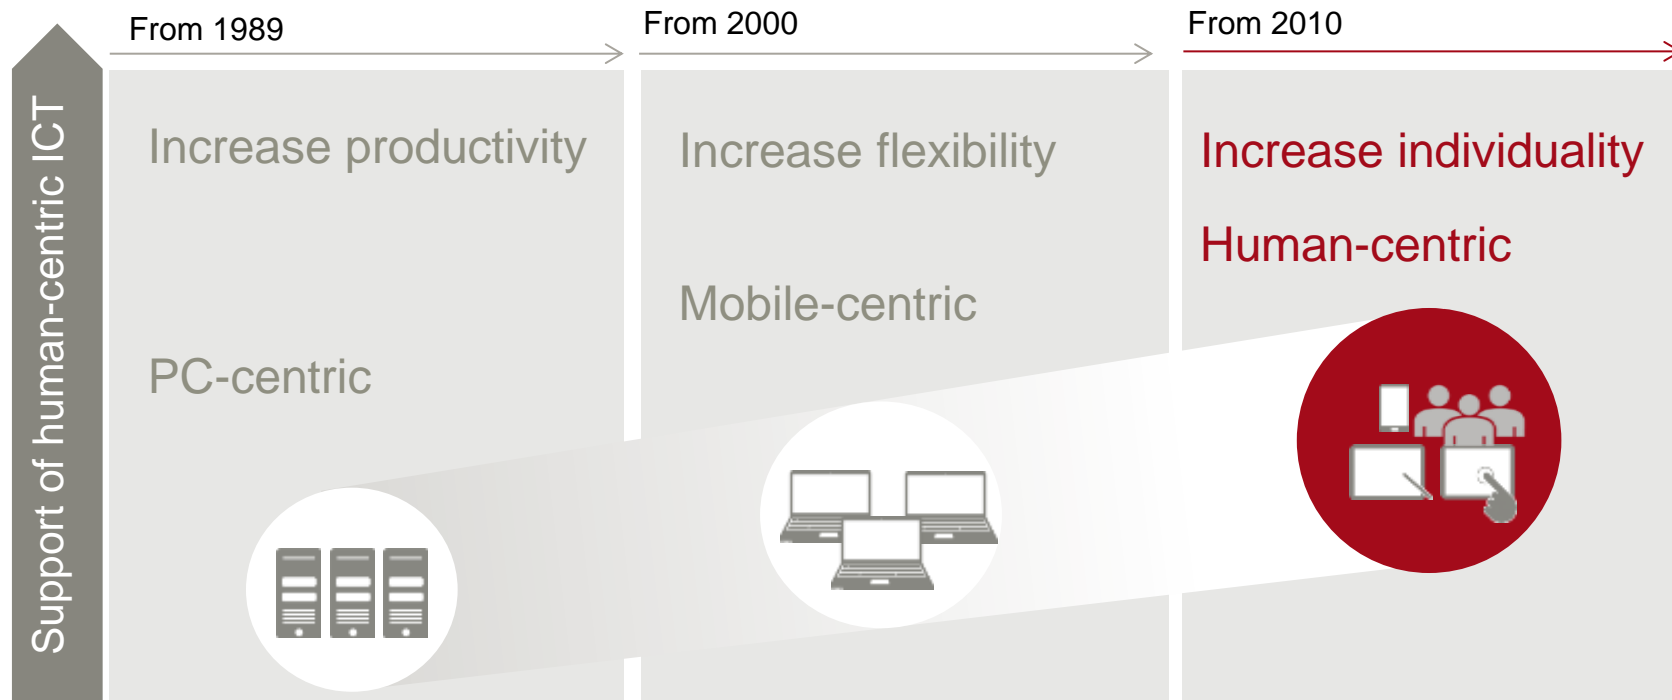 Support of human-centric ICT
From 1989
Increase productivity
PC-centric
From 2000
Increase flexibility
Mobile-centric
From 2010
Increase individuality
Human-centric